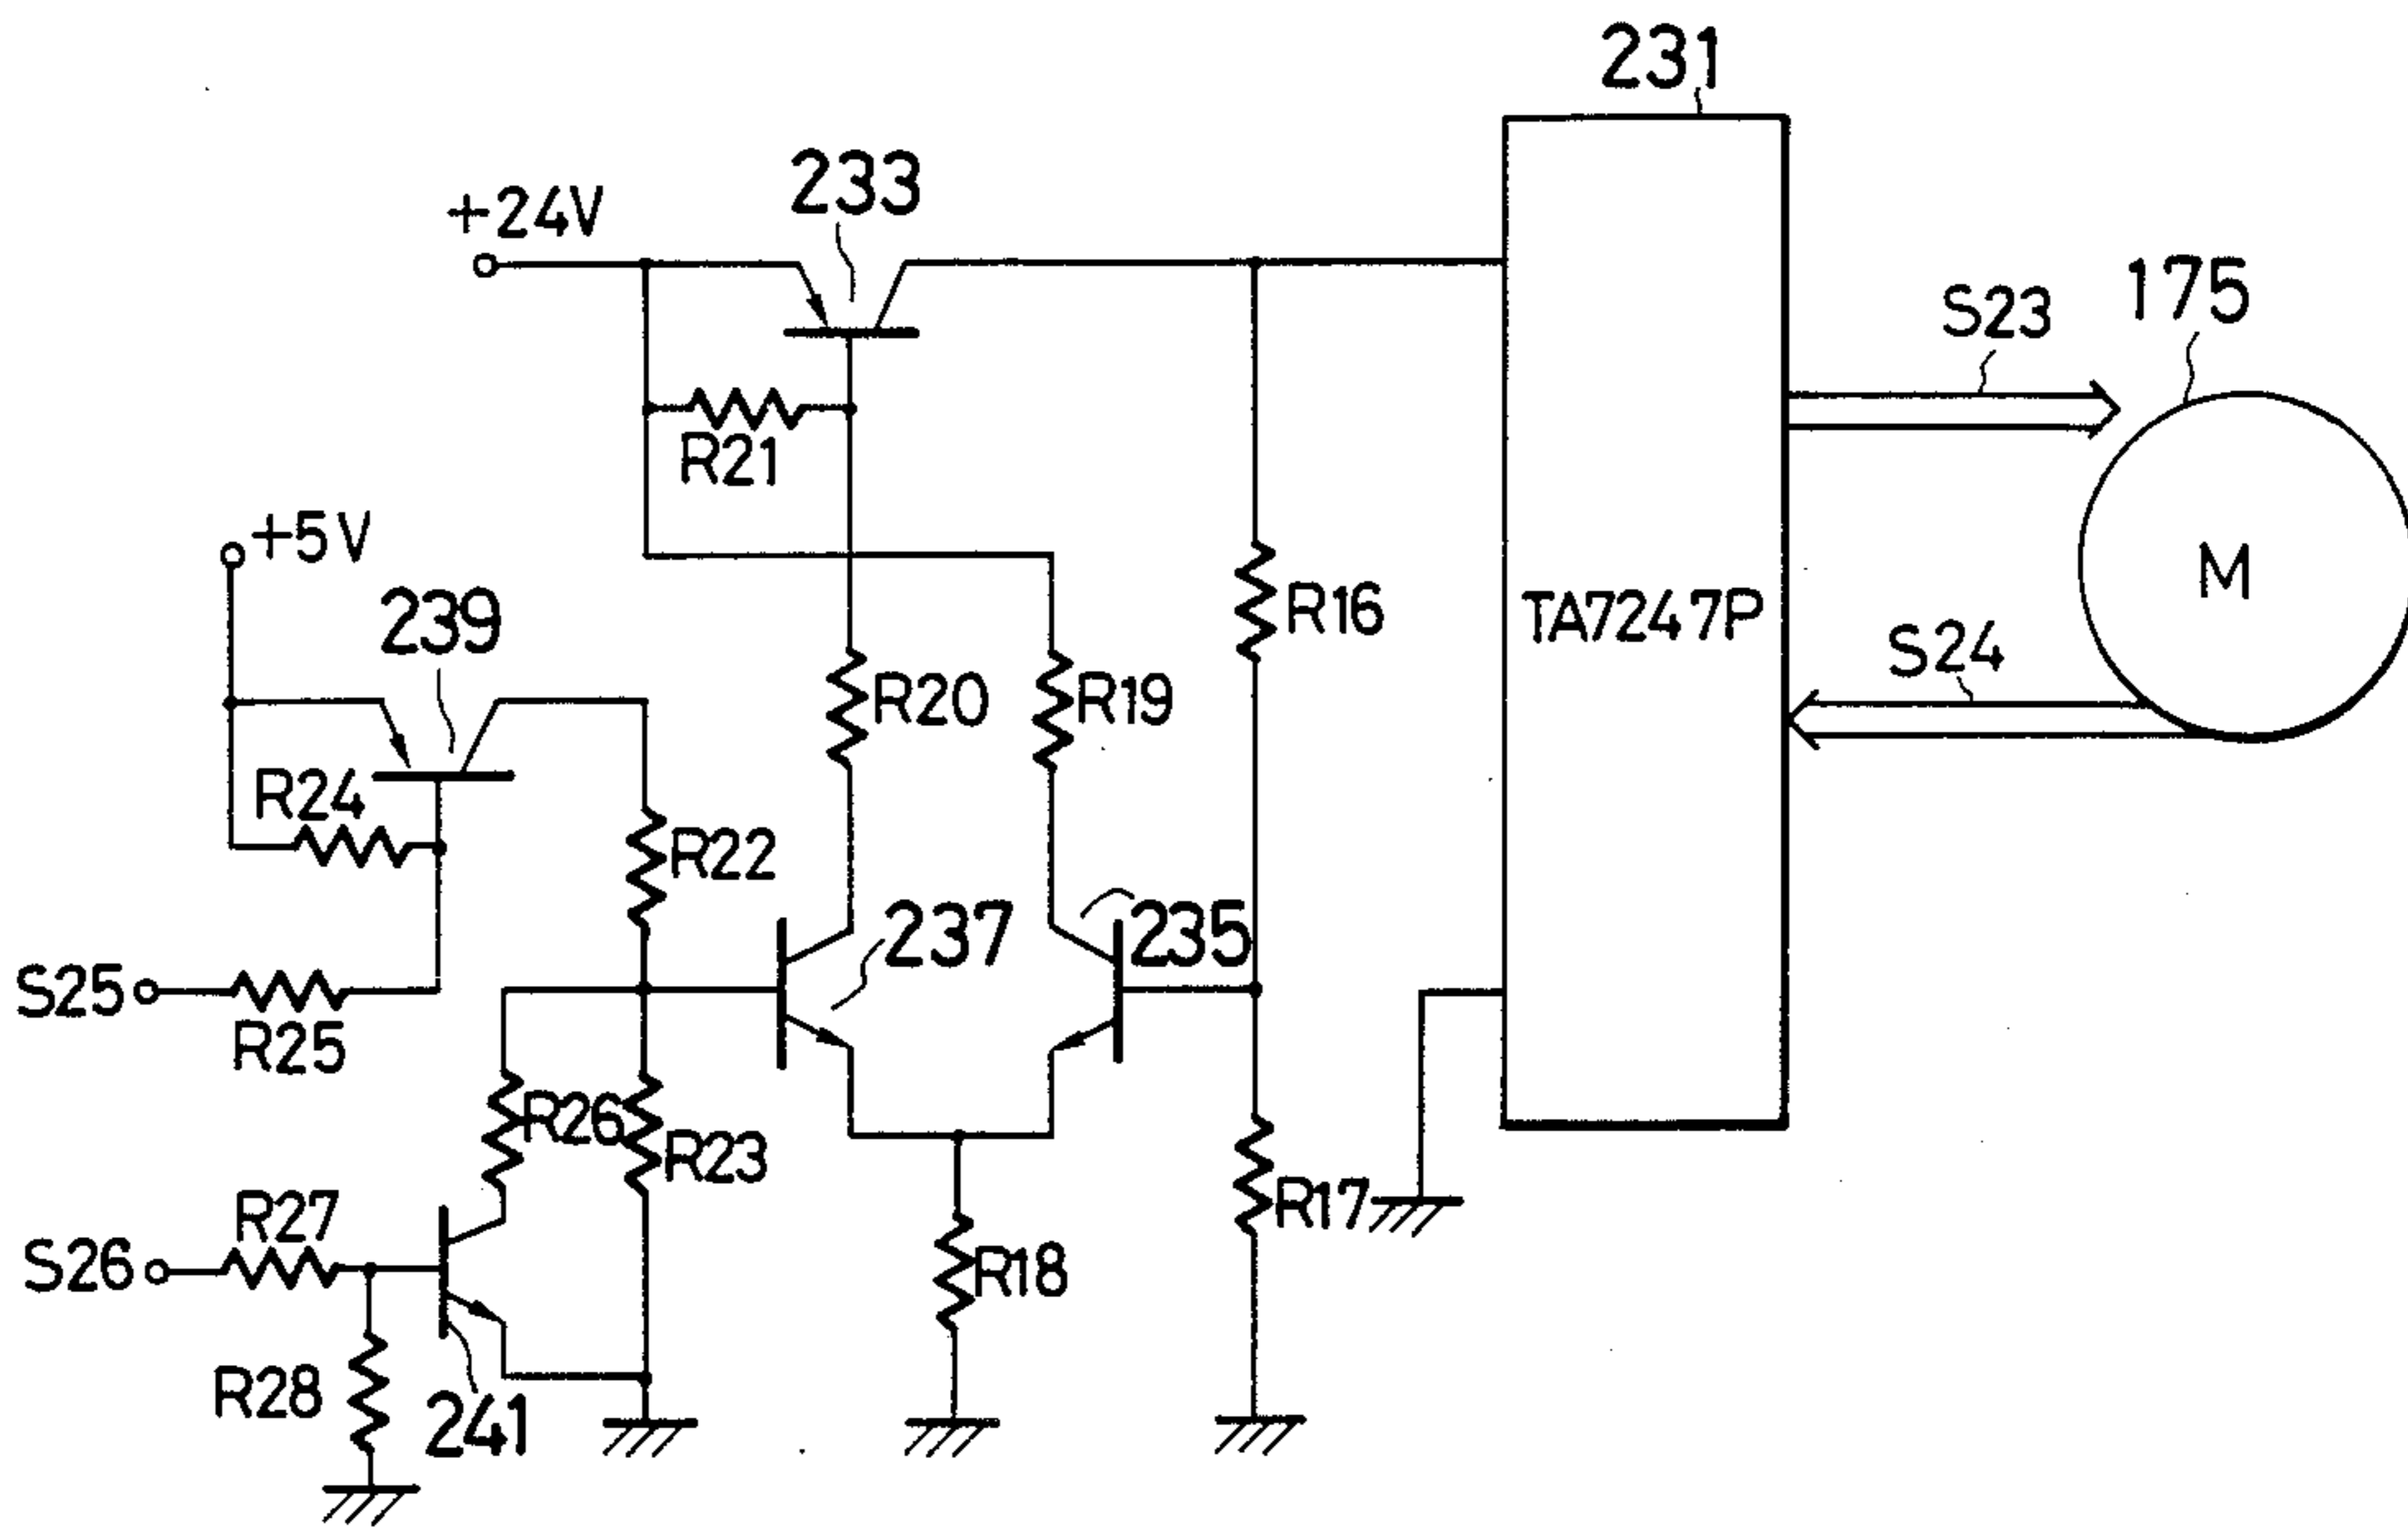 231
233
+24V
175
S23
R21
+5V
239
R16
TA7247P
M
S24
R20
R19
R24
R22
237
235
S25
R25
R26
R23
R27
R17
S26
R18
R28
241